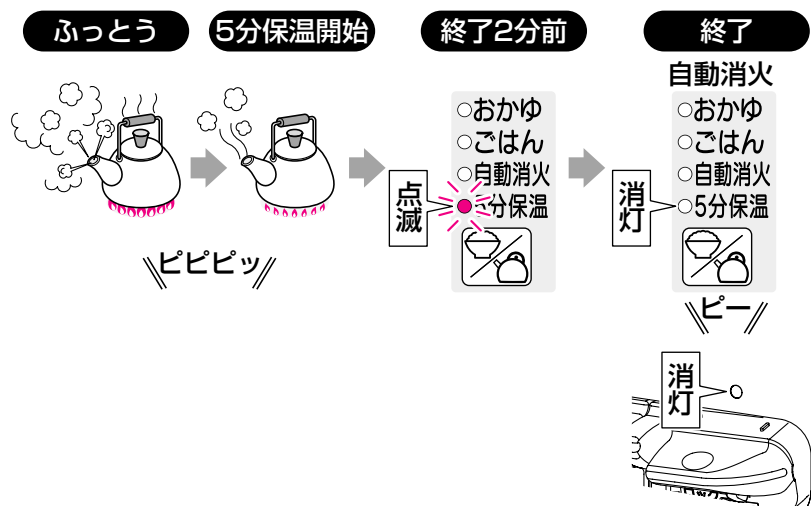 ふっとう
5分保温開始
終了2分前
終了
自動消火
おかゆ
ごはん
自動消火
5分保温
点滅
おかゆ
ごはん
自動消火
5分保温
消灯
ピピピッ
ピー
消灯